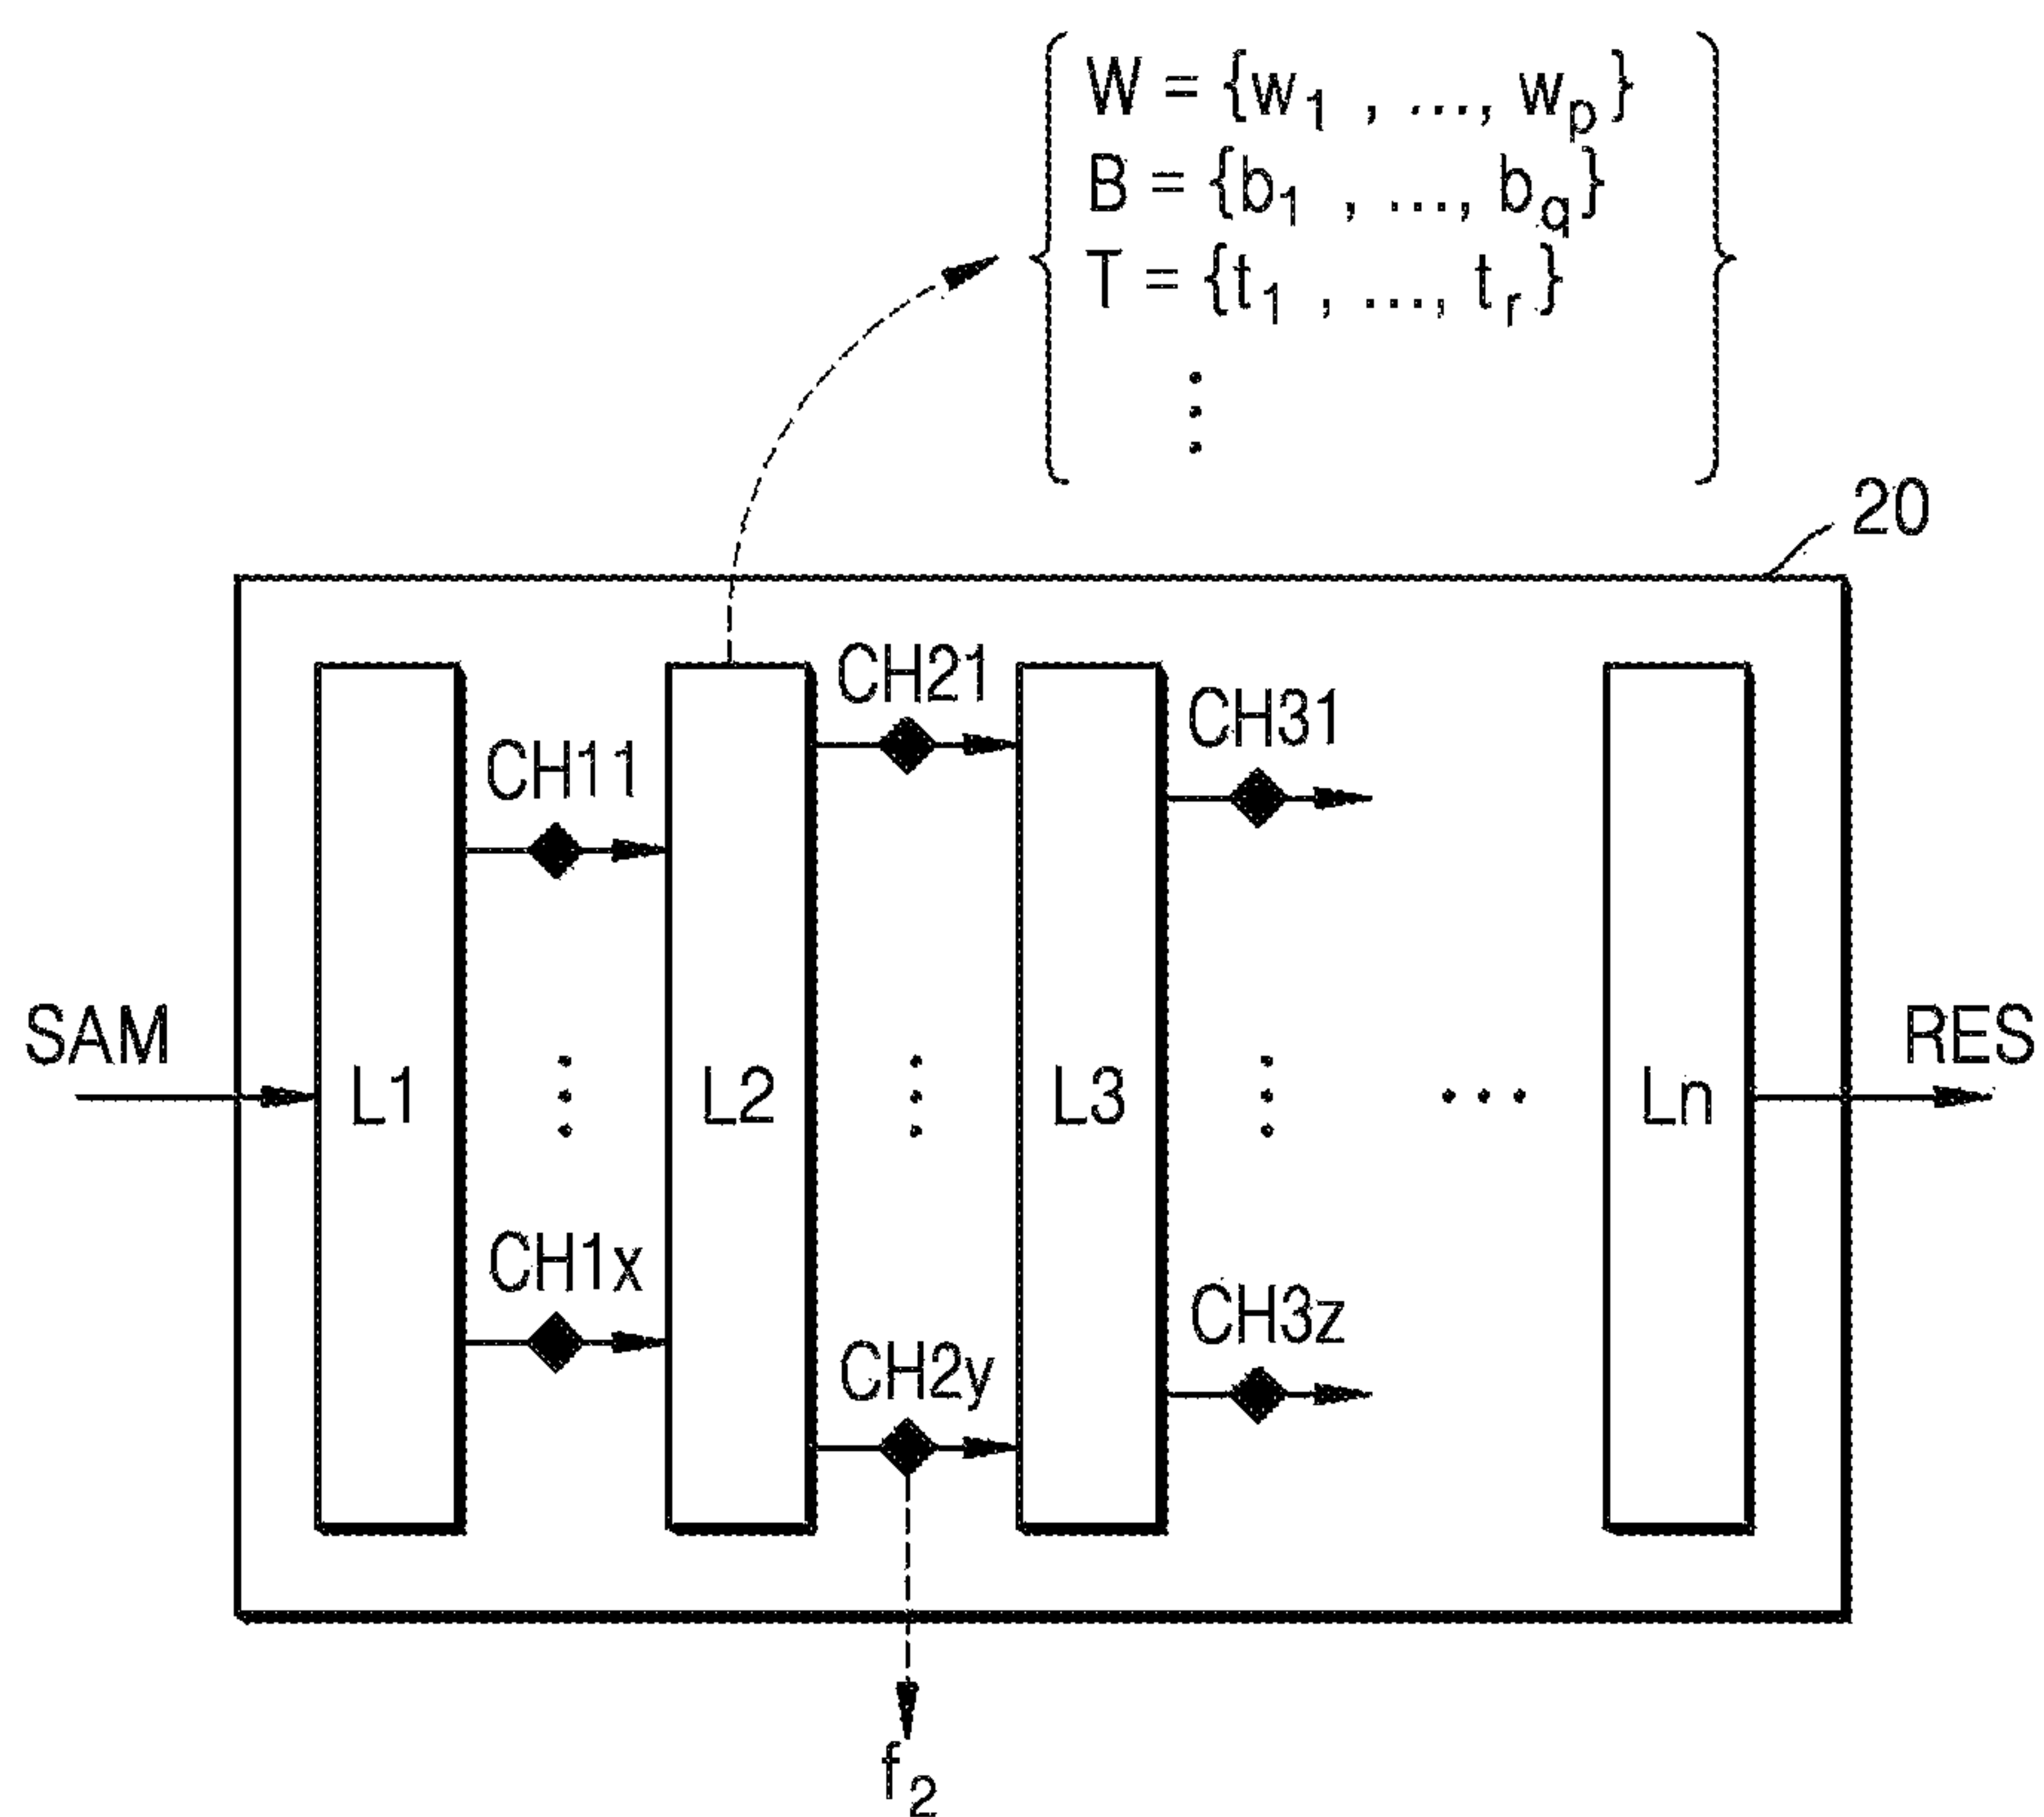 W = {w₁ , ..., wₚ}
B = {b₁ , ..., b_q}
T = {t₁ , ..., tᵣ}
20
CH21
CH31
CH11
SAM
RES
L1
L2
L3
Ln
CH1x
CH3z
CH2y
f₂